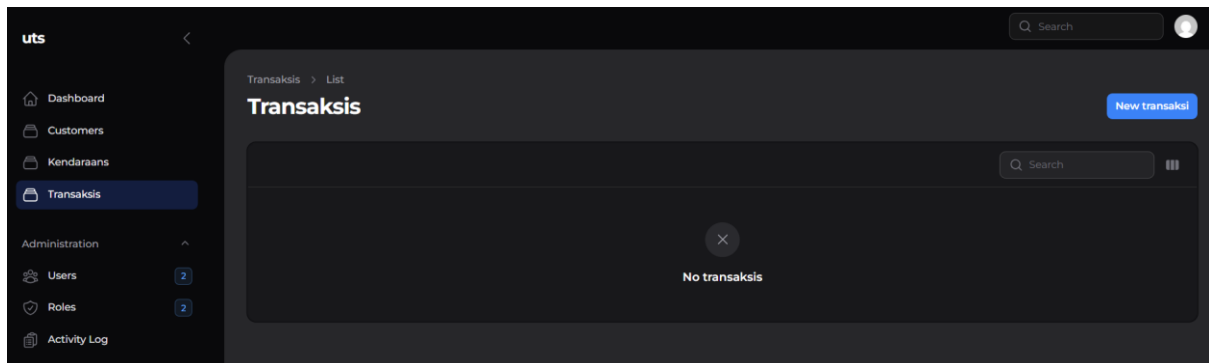 uts
Search
Dashboard
Customers
Kendaraans
Transaksis
Administration
Users 2
Roles 2
Activity Log
Transaksis > List
Transaksis
New transaksi
Search
No transaksis